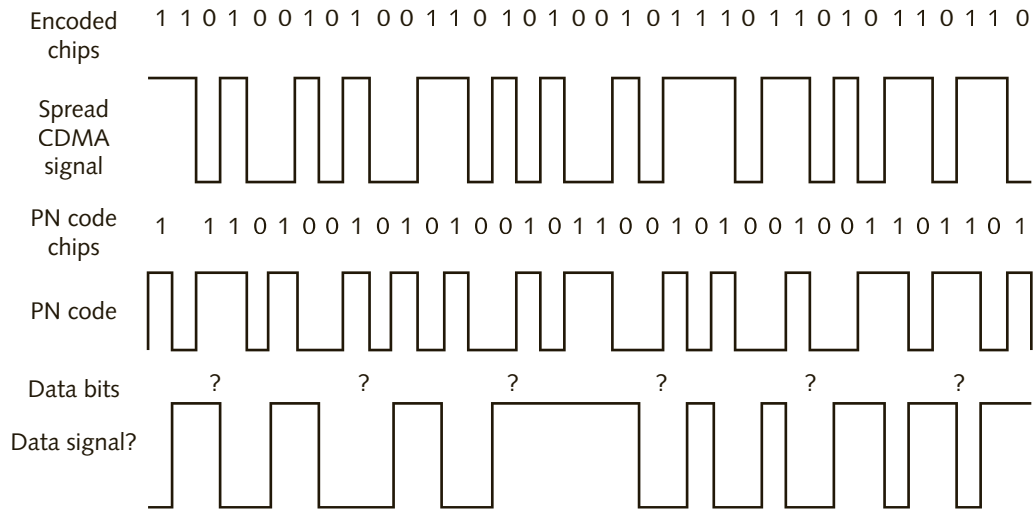 Encoded chips
1 1 0 1 0 0 1 0 1 0 0 1 1 0 1 0 1 0 0 1 0 1 1 1 0 1 1 0 1 0 1 1 0 1 1 0
Spread
CDMA
signal
PN code
chips
1 1 1 0 1 0 0 1 0 1 0 1 0 0 1 0 1 1 0 0 1 0 1 0 0 1 0 0 1 1 0 1 1 0 1
PN code
Data bits
? ? ? ? ? ?
Data signal?